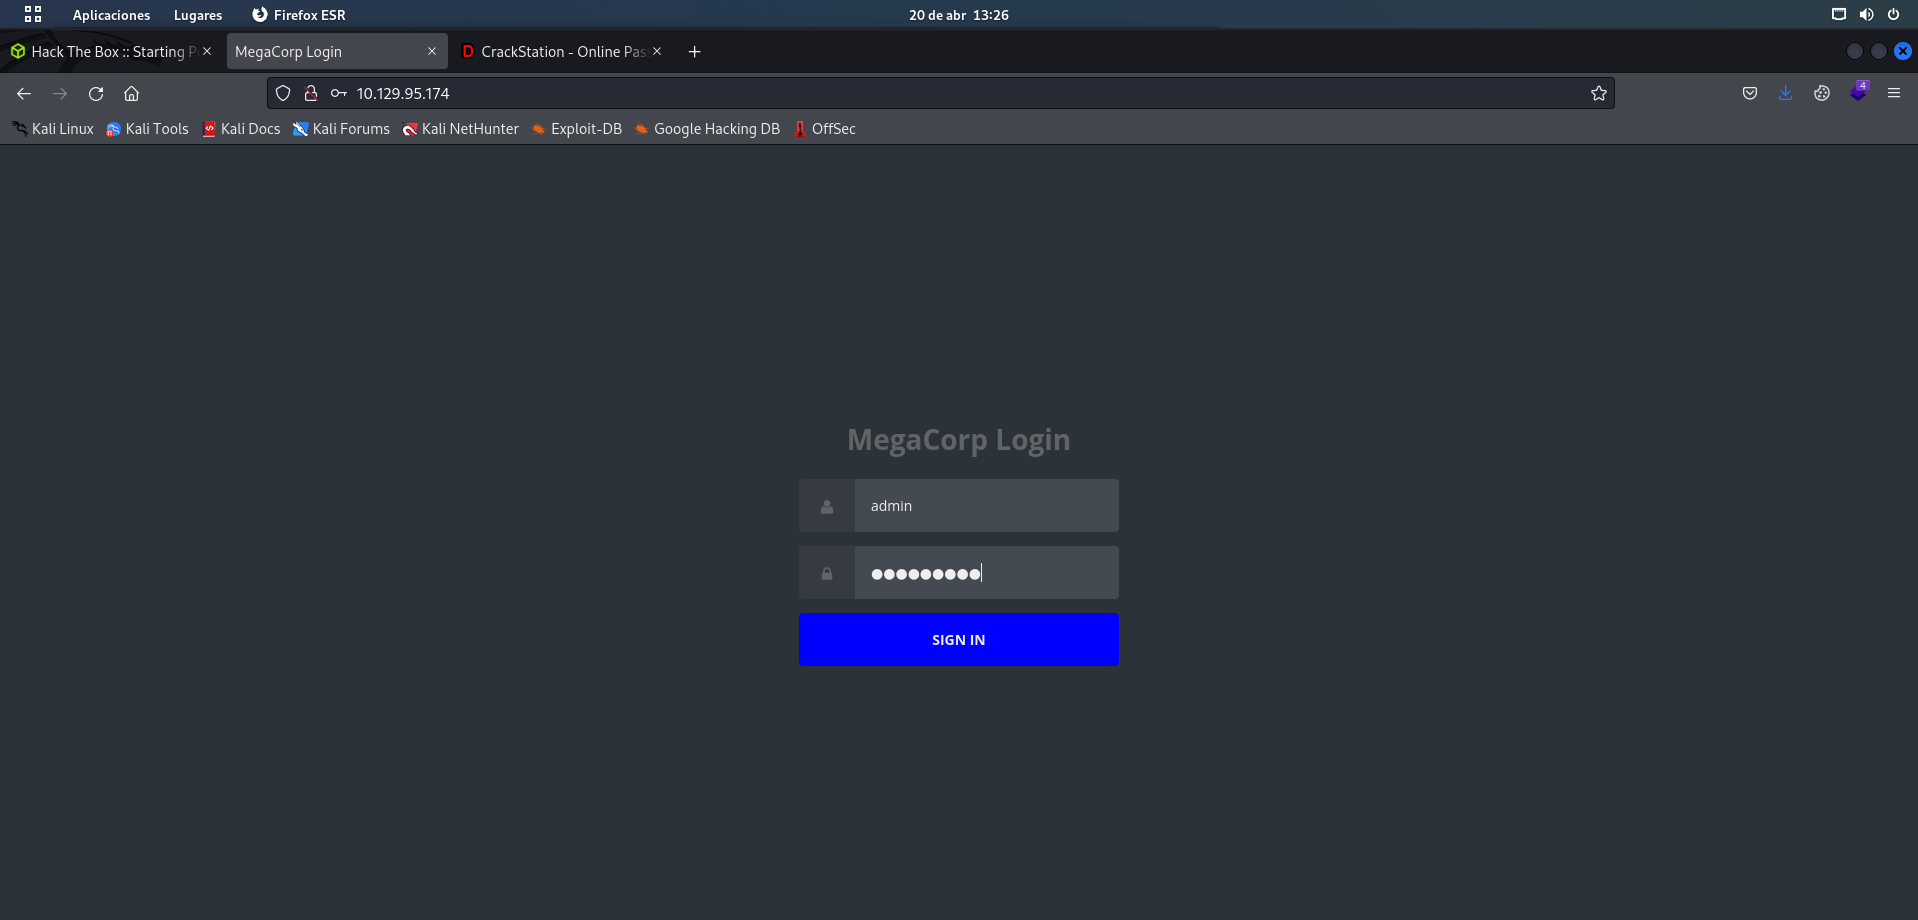 Aplicaciones Lugares Firefox ESR 20 de abr 13:26
Hack The Box :: Starting P MegaCorp Login CrackStation - Online Pas
10.129.95.174 4
Kali Linux Kali Tools Kali Docs Kali Forums Kali NetHunter Exploit-DB Google Hacking DB OffSec
MegaCorp Login
admin
●●●●●●●●●
SIGN IN